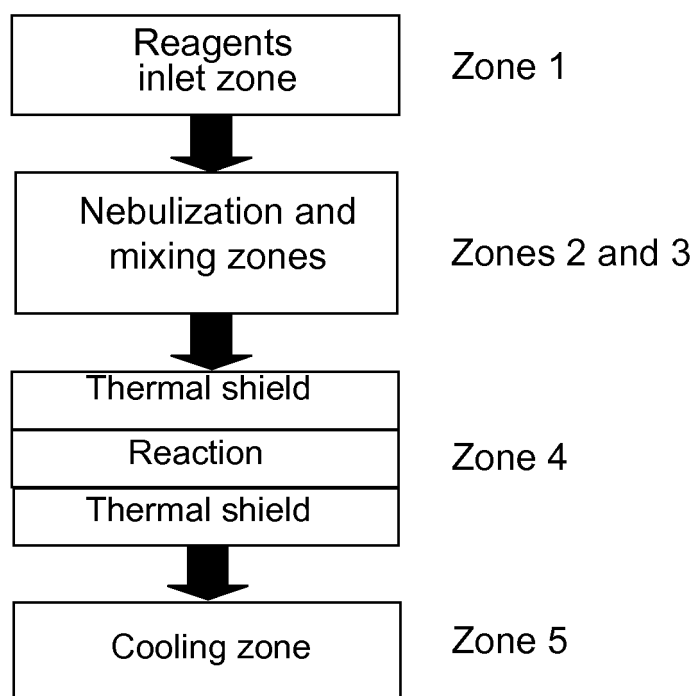 Reagents
inlet zone
Zone 1
Nebulization and
mixing zones
Zones 2 and 3
Thermal shield
Reaction
Zone 4
Thermal shield
Cooling zone
Zone 5